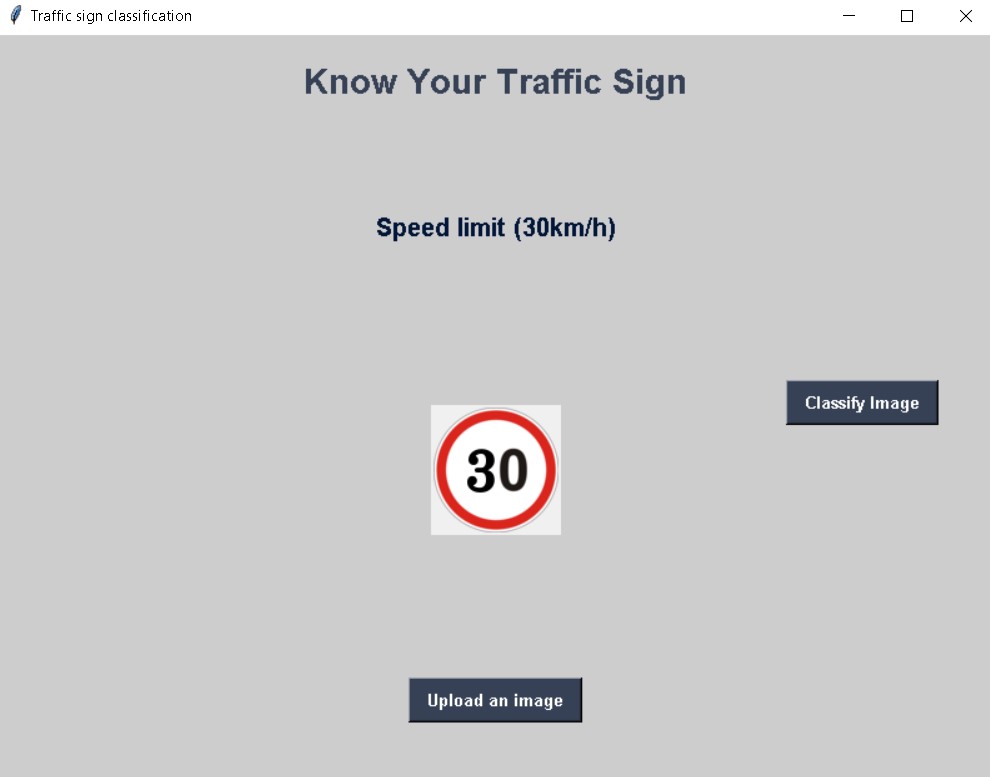 Traffic sign classification
Know Your Traffic Sign
Speed limit (30km/h)
Classify Image
30
Upload an image